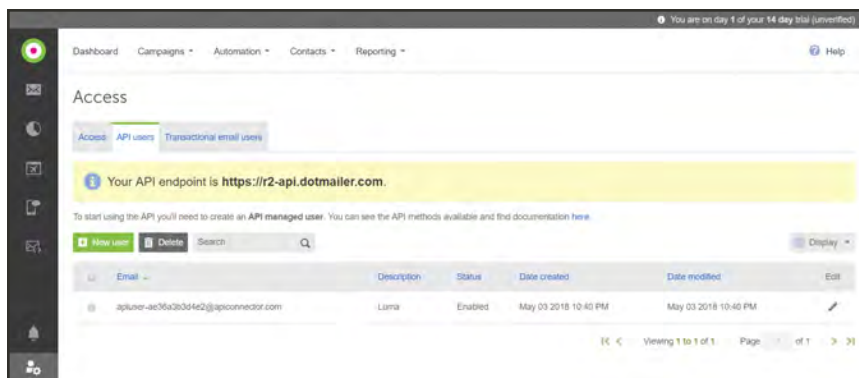 You are on day 1 of your 14 day trial (unverified)
Dashboard Campaigns Automation Contacts Reporting Help
Access
Access API users Transactional email users
Your API endpoint is https://r2-api.dotmailer.com.
To start using the API you'll need to create an API managed user. You can see the API methods available and find documentation here.
New user Delete Search Display
Email Description Status Date created Date modified Edit
apiuser-ae36a3b3d4e2@apiconnector.com Luma Enabled May 03 2018 10:40 PM May 03 2018 10:40 PM
Viewing 1 to 1 of 1 Page of 1